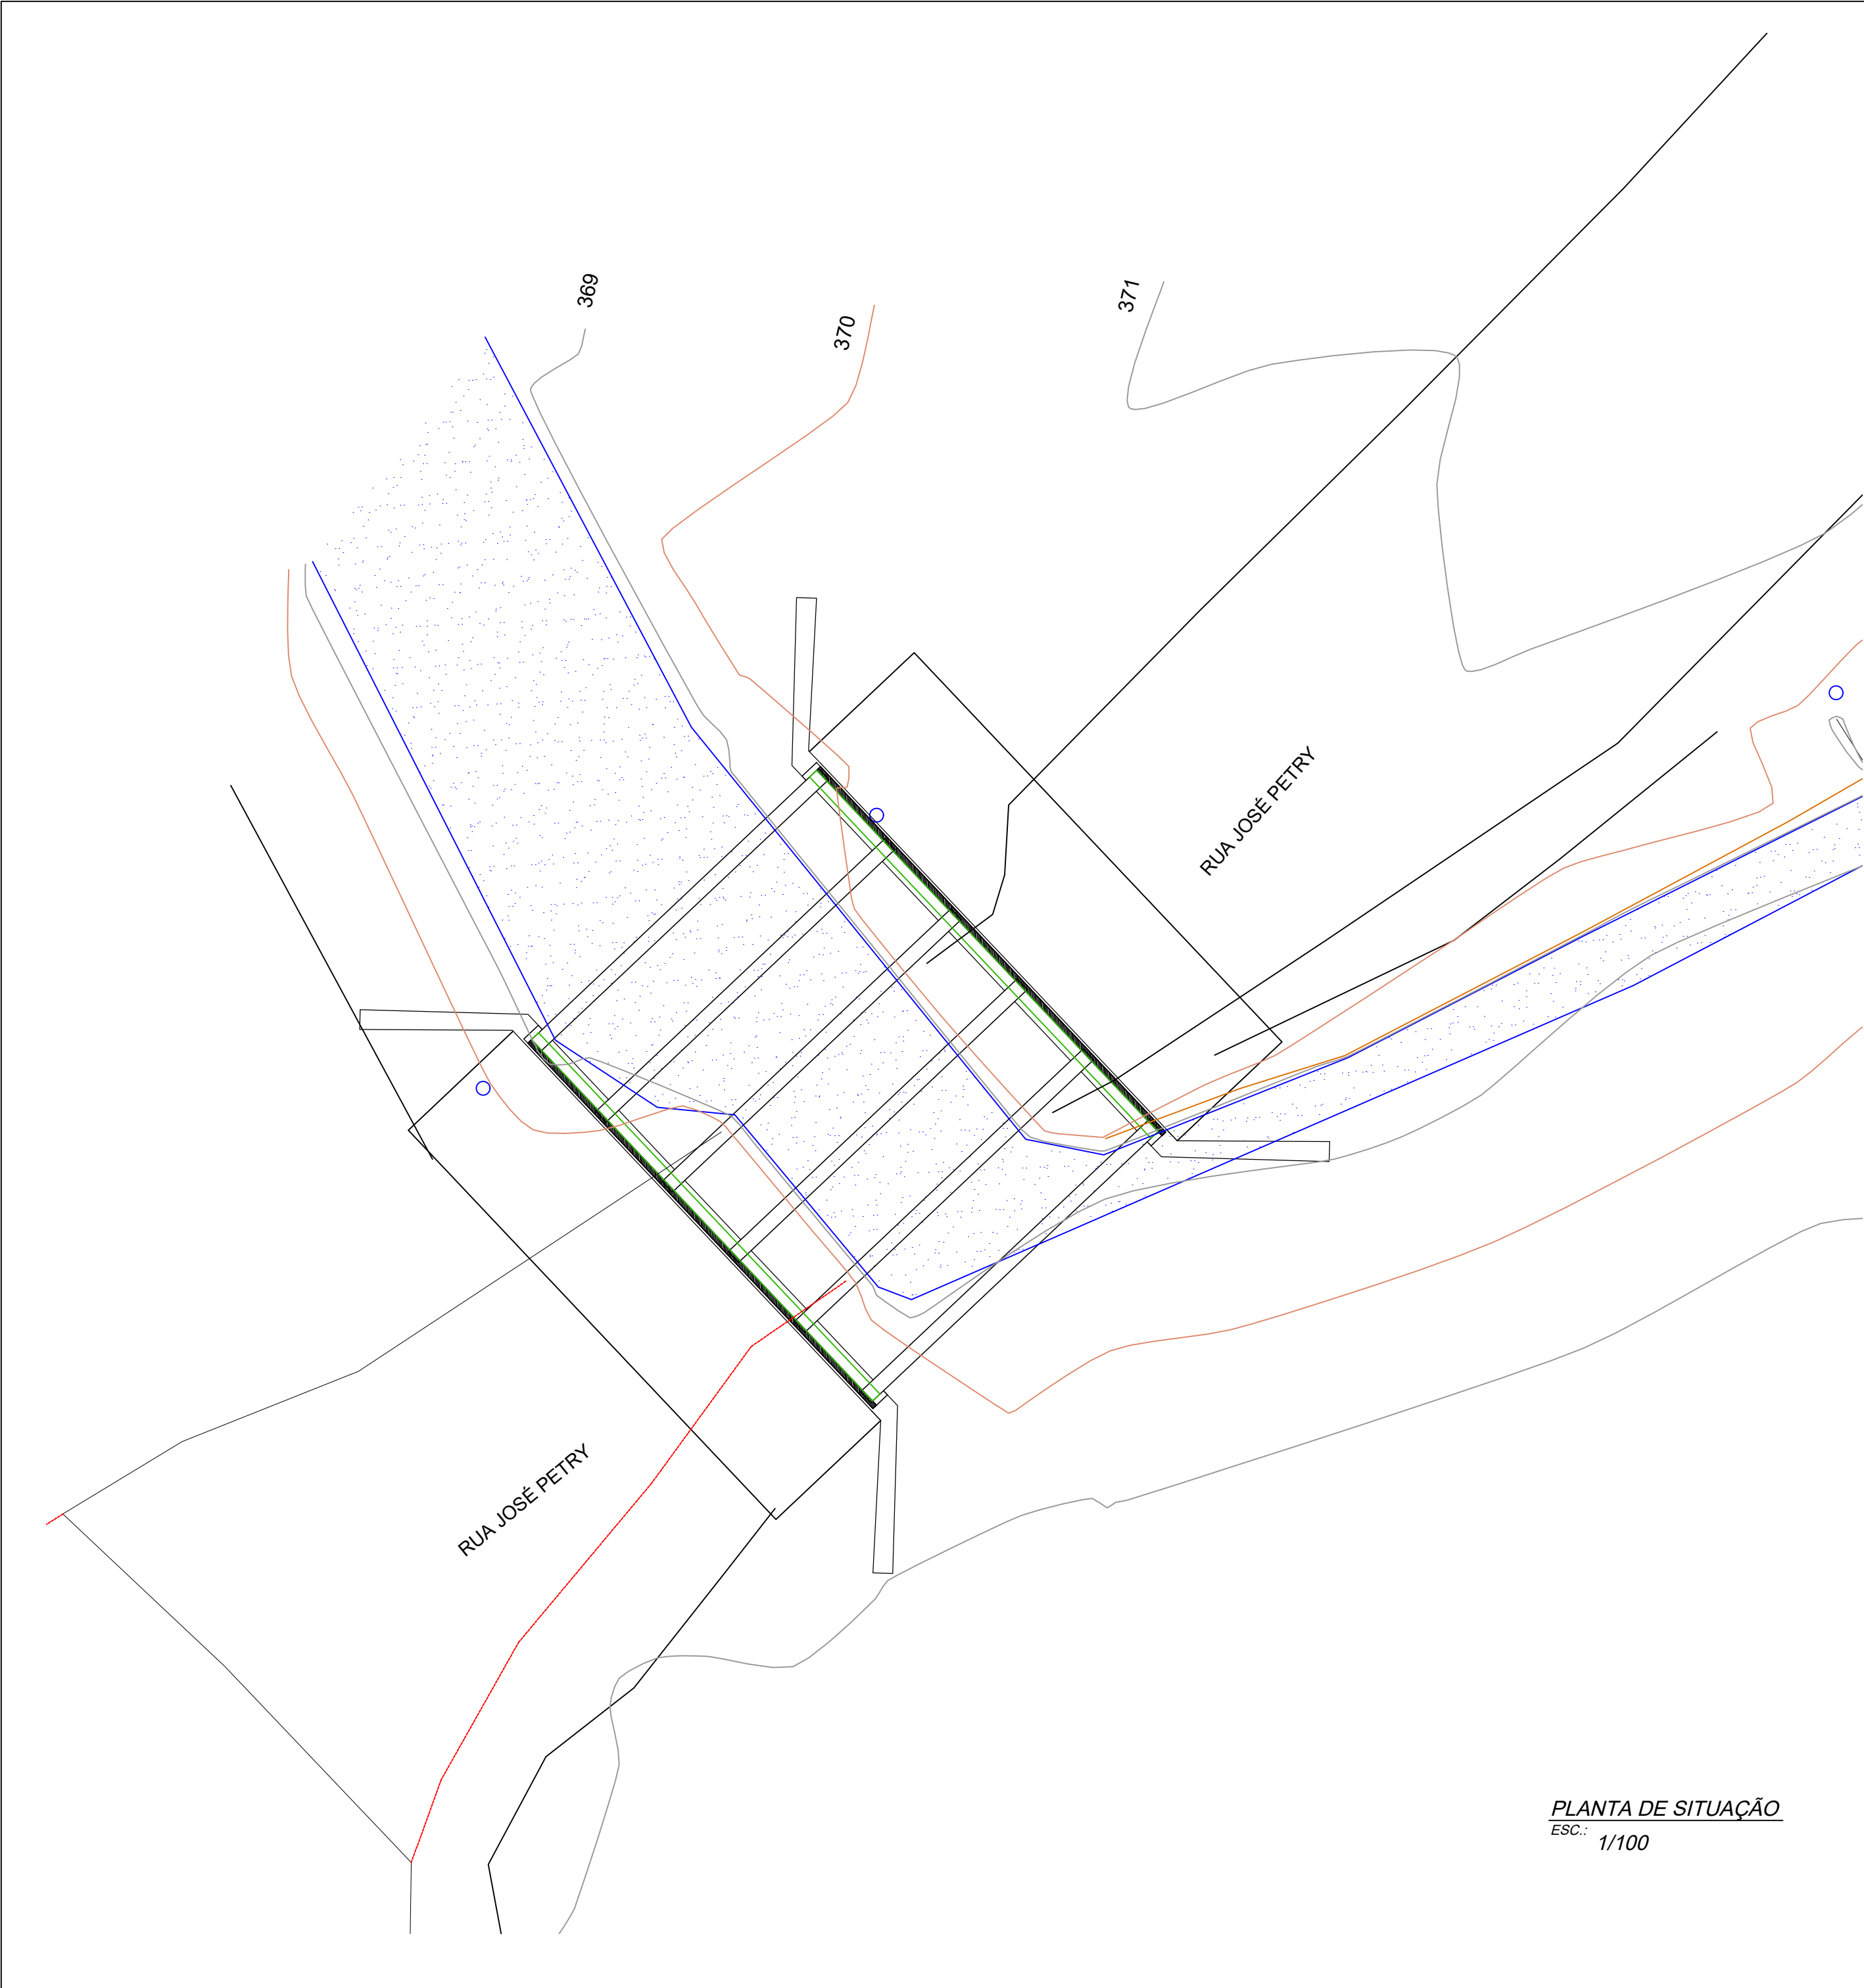 369
370
371
RUA JOSÉ PETRY
RUA JOSÉ PETRY
PLANTA DE SITUAÇÃO
ESC.: 1/100